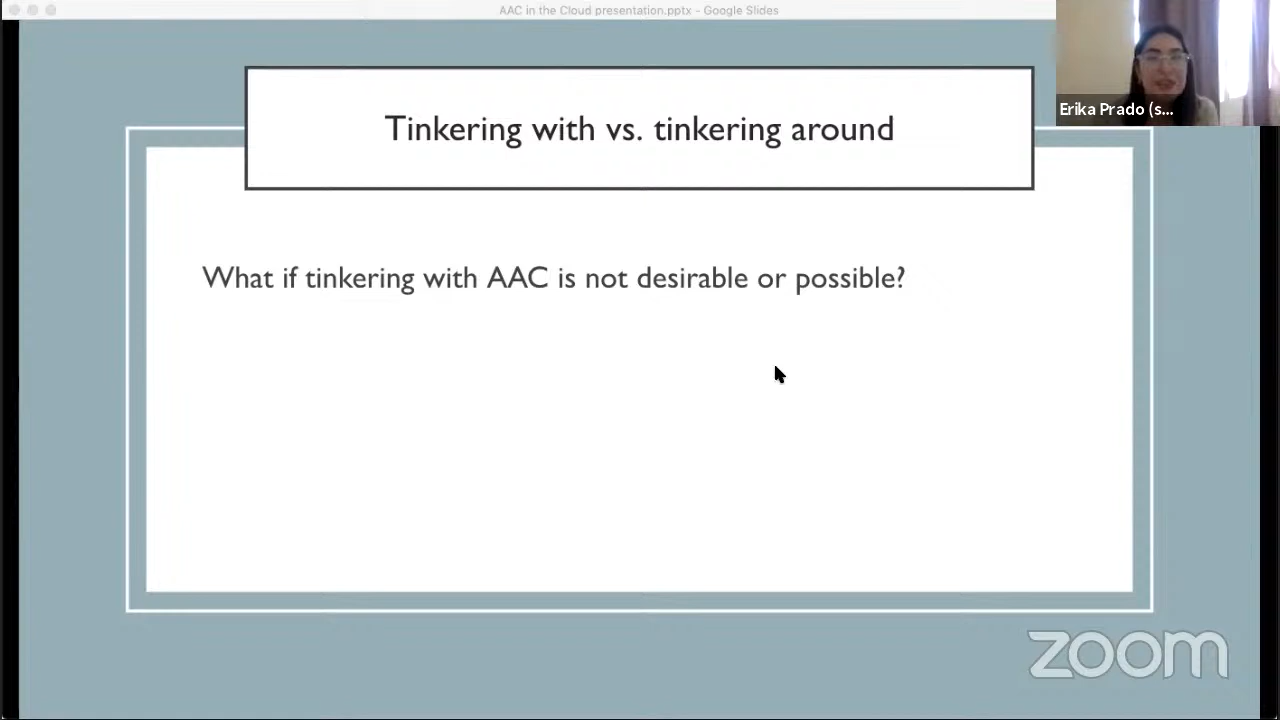 AAC in the Cloud presentation.pptx - Google Slides
Erika Prado (s...
Tinkering with vs. tinkering around
What if tinkering with AAC is not desirable or possible?
zoom